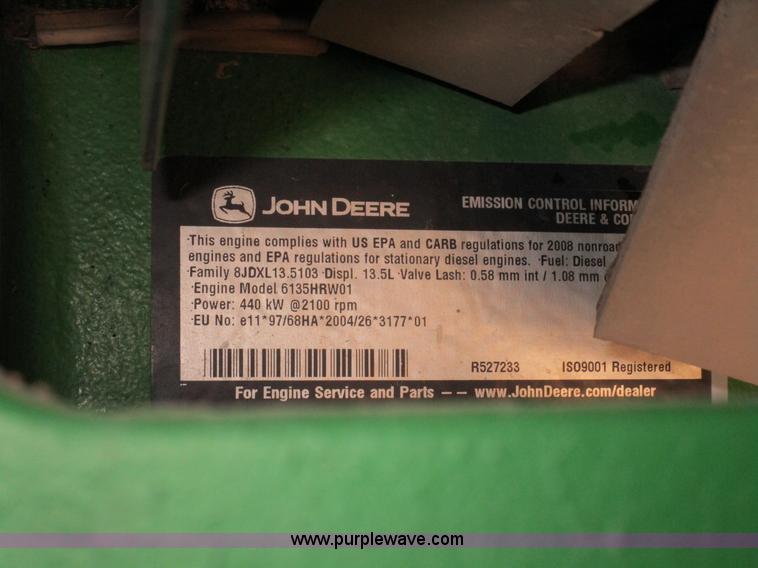 JOHN DEERE
EMISSION CONTROL
DEERE &
·This engine complies with US EPA and CARB regulations for 2008
engines and EPA regulations for stationary diesel engines. ·Fuel: Diesel
·Family 8JDXL13.5103 ·Displ. 13.5L ·Valve Lash: 0.58 mm int / 1.08 mm
·Engine Model 6135HRW01
·Power: 440 kW @2100 rpm
·EU No: e11*97/68HA*2004/26*3177*01
R527233 ISO9001 Registered
For Engine Service and Parts –– www.JohnDeere.com/dealer
www.purplewave.com